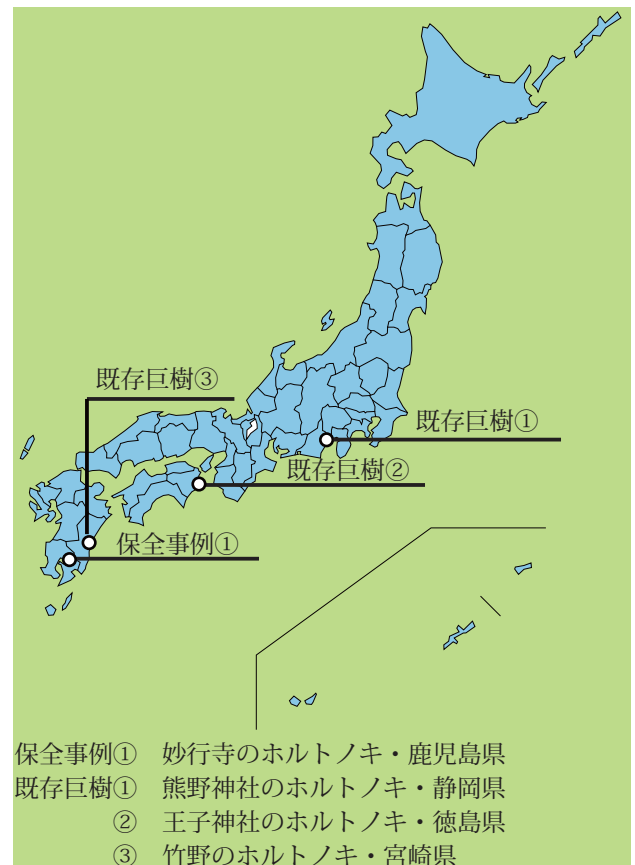 既存巨樹③
既存巨樹①
既存巨樹②
保全事例①
保全事例① 妙行寺のホルトノキ・鹿児島県
既存巨樹① 熊野神社のホルトノキ・静岡県
② 王子神社のホルトノキ・徳島県
③ 竹野のホルトノキ・宮崎県